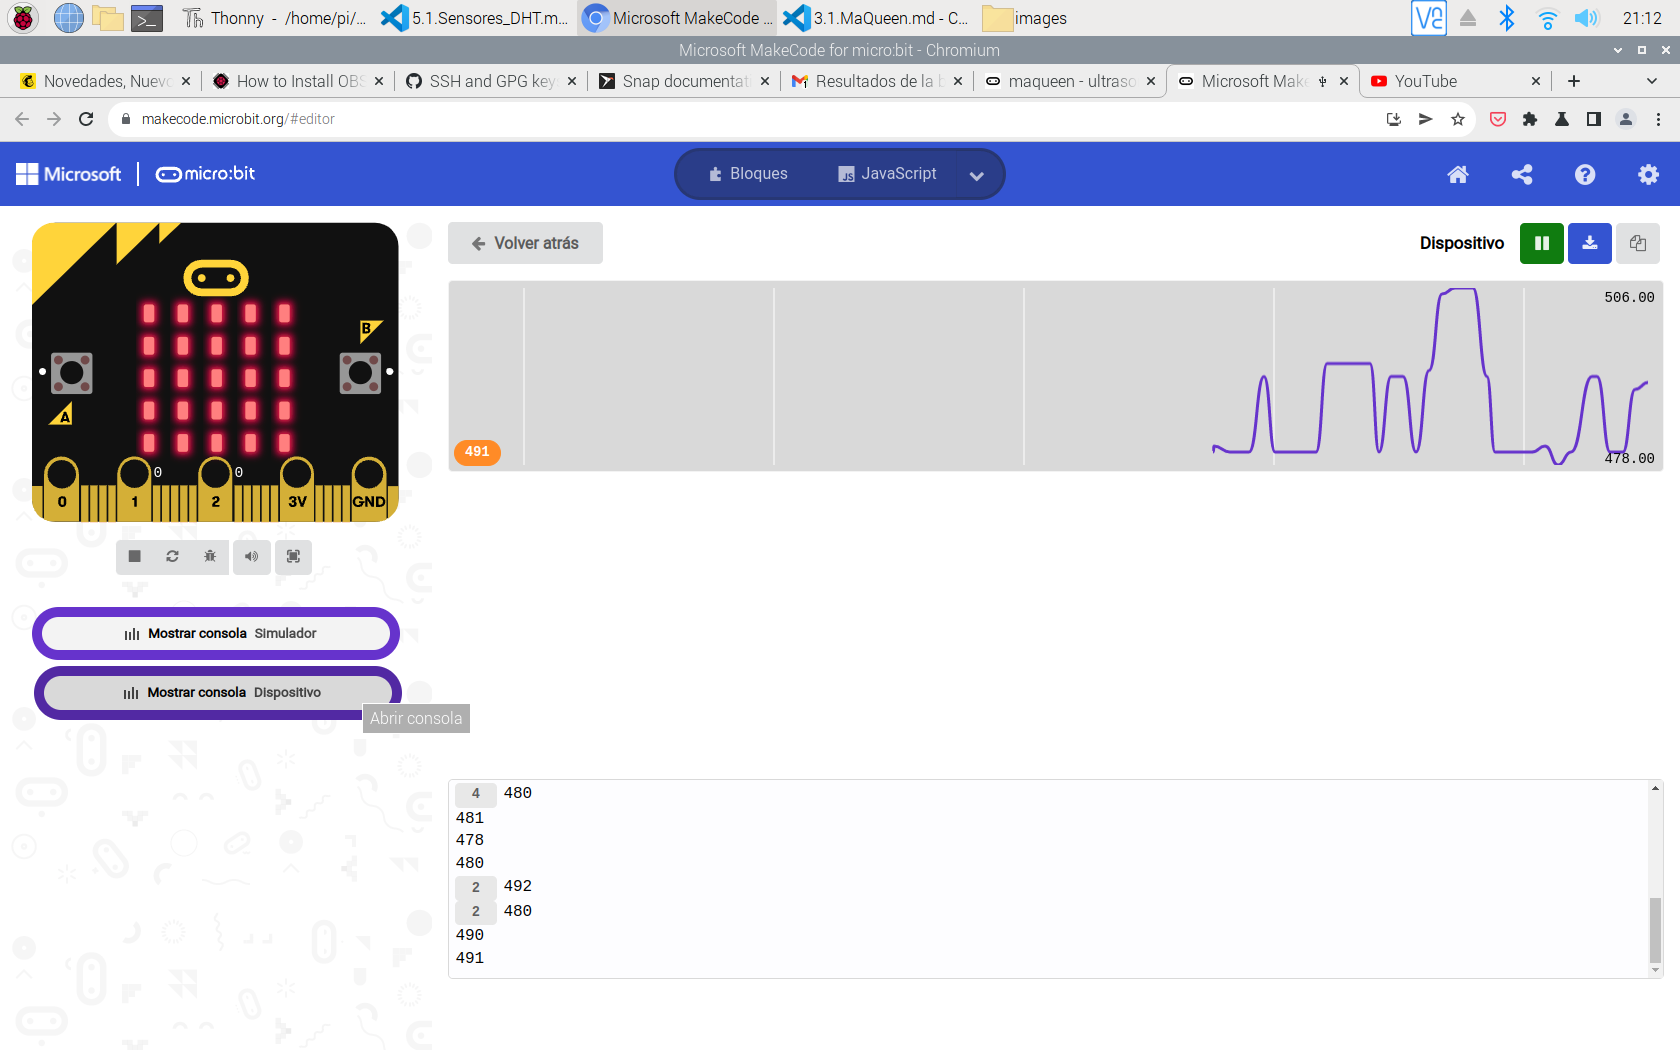 Thonny - /home/pi/...
5.1.Sensores_DHT.m...
Microsoft MakeCode ...
3.1.MaQueen.md - C...
images
21:12
Microsoft MakeCode for micro:bit - Chromium
Novedades, Nuev
How to Install OBS
SSH and GPG key
Snap documentat
Resultados de la b
maqueen - ultraso
Microsoft Make
YouTube
makecode.microbit.org/#editor
Microsoft
micro:bit
Bloques
JS JavaScript
Volver atrás
Dispositivo
506.00
491
478.00
B
A
0 0
0 1 2 3V GND
Mostrar consola Simulador
Mostrar consola Dispositivo
Abrir consola
4 480
481
478
480
2 492
2 480
490
491